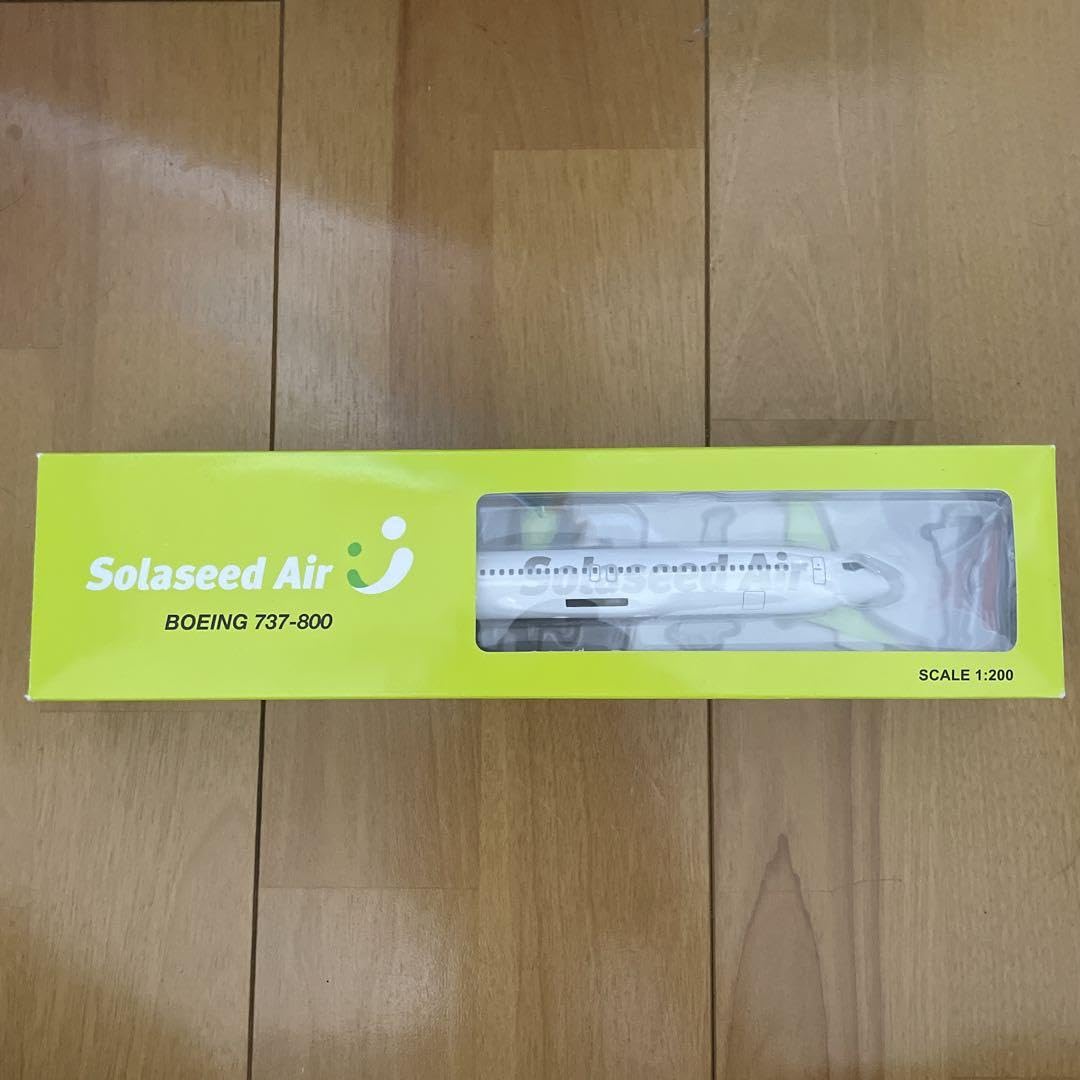 Solaseed Air
BOEING 737-800
Solaseed Air
SCALE 1:200